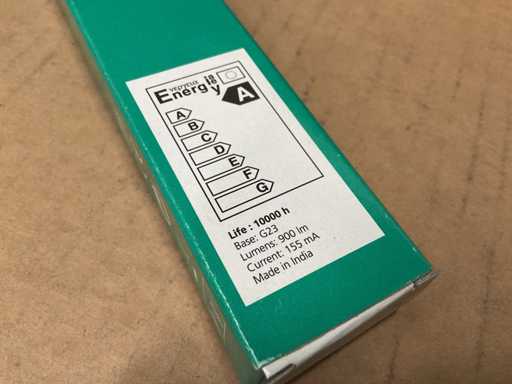 Energy
A
A
B
C
D
E
F
G
Life : 10000 h
Base: G23
Lumens: 900 lm
Current: 155 mA
Made in India